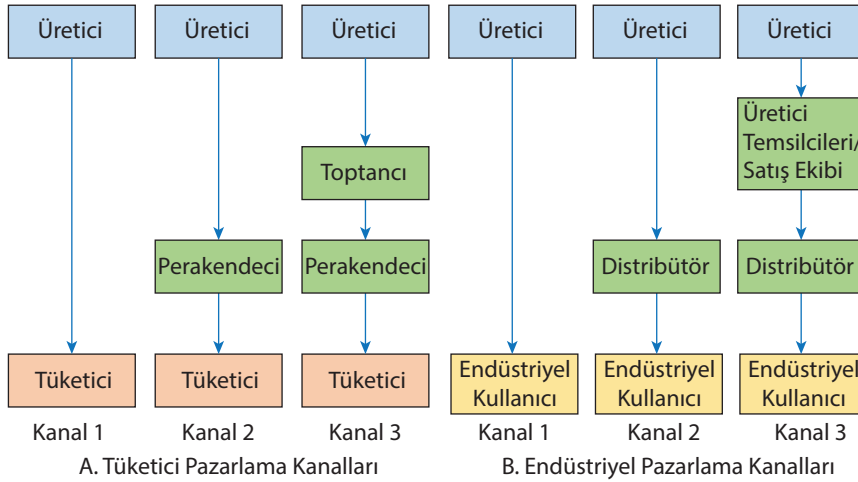 Üretici
Üretici
Üretici
Üretici
Üretici
Üretici
Üretici
Temsilcileri/
Satış Ekibi
Toptancı
Perakendeci
Perakendeci
Distribütör
Distribütör
Tüketici
Tüketici
Tüketici
Endüstriyel
Kullanıcı
Endüstriyel
Kullanıcı
Endüstriyel
Kullanıcı
Kanal 1
Kanal 2
Kanal 3
Kanal 1
Kanal 2
Kanal 3
A. Tüketici Pazarlama Kanalları
B. Endüstriyel Pazarlama Kanalları